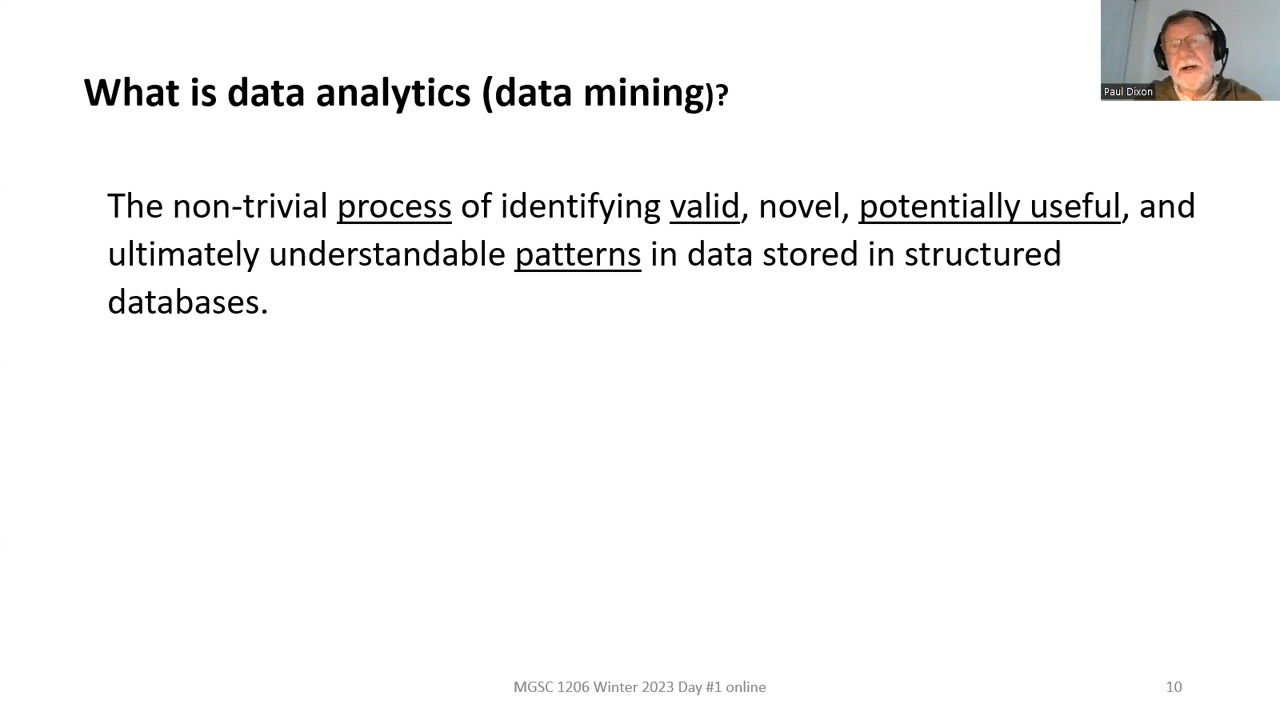 What is data analytics (data mining)?
Paul Dixon
The non-trivial process of identifying valid, novel, potentially useful, and
ultimately understandable patterns in data stored in structured
databases.
MGSC 1206 Winter 2023 Day #1 online
10